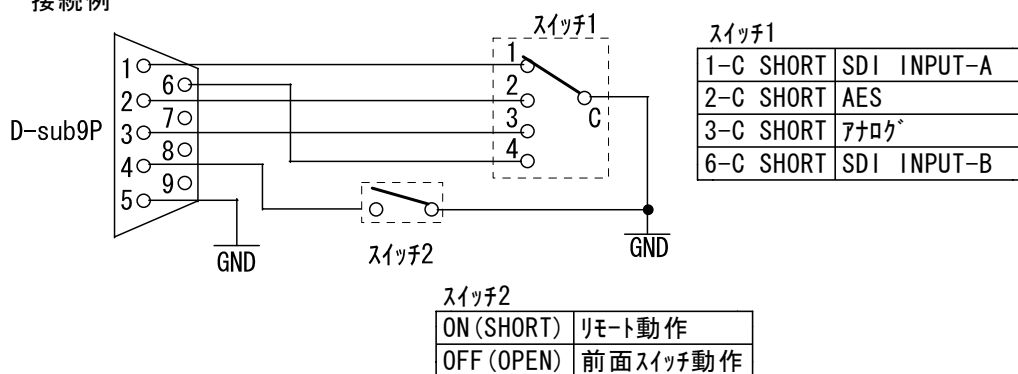 接続例
スイッチ1
D-sub9P
1
2
3
4
5
6
7
8
9
1
2
3
4
C
GND
スイッチ2
GND
スイッチ1
1-C SHORT SDI INPUT-A
2-C SHORT AES
3-C SHORT アナログ
6-C SHORT SDI INPUT-B
スイッチ2
ON(SHORT) リモート動作
OFF(OPEN) 前面スイッチ動作